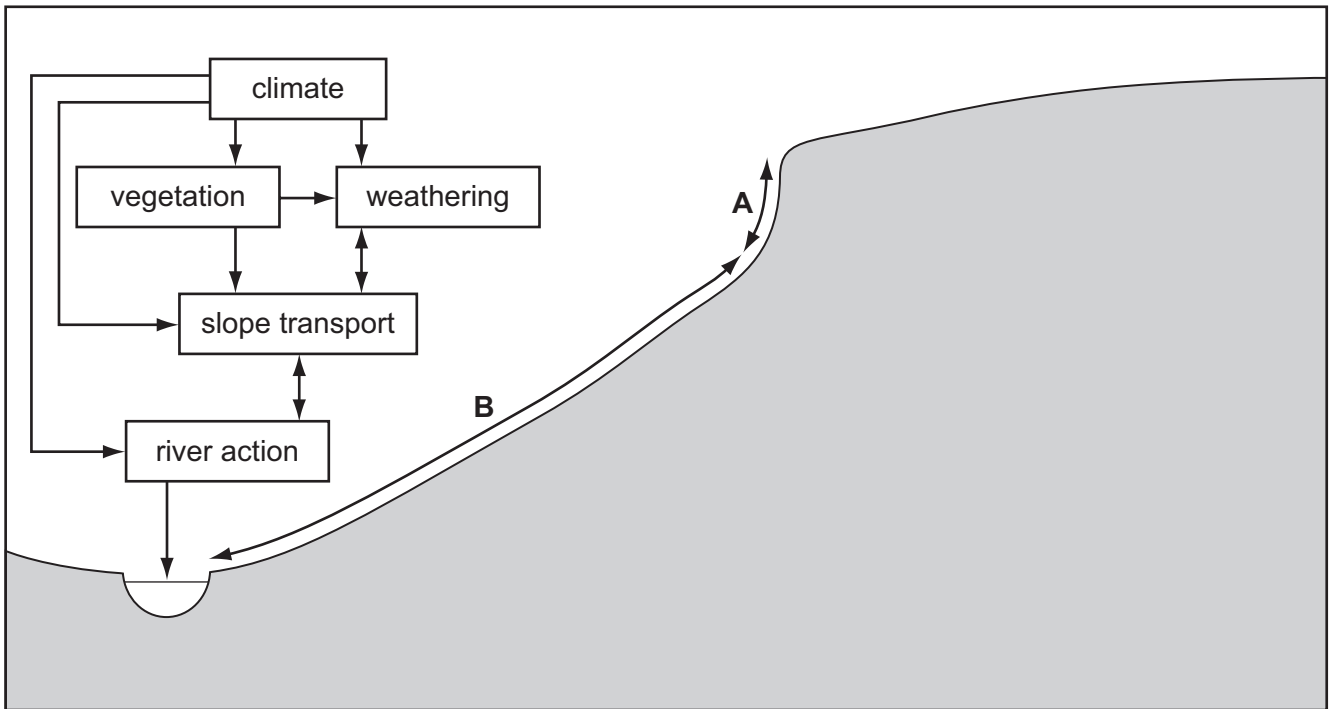 climate
vegetation
weathering
A
slope transport
B
river action